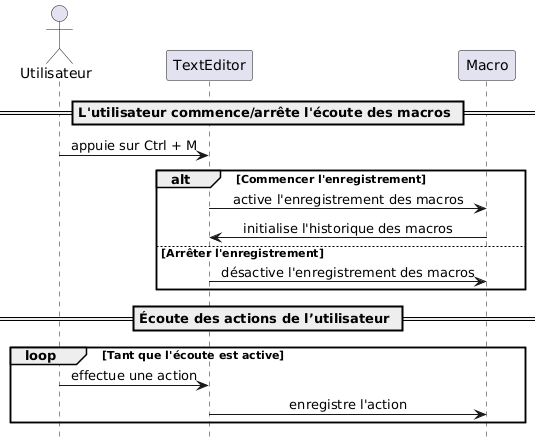 Utilisateur
TextEditor
Macro
L'utilisateur commence/arrête l'écoute des macros
appuie sur Ctrl + M
alt
[Commencer l'enregistrement]
active l'enregistrement des macros
initialise l'historique des macros
[Arrêter l'enregistrement]
désactive l'enregistrement des macros
Écoute des actions de l’utilisateur
loop
[Tant que l'écoute est active]
effectue une action
enregistre l'action